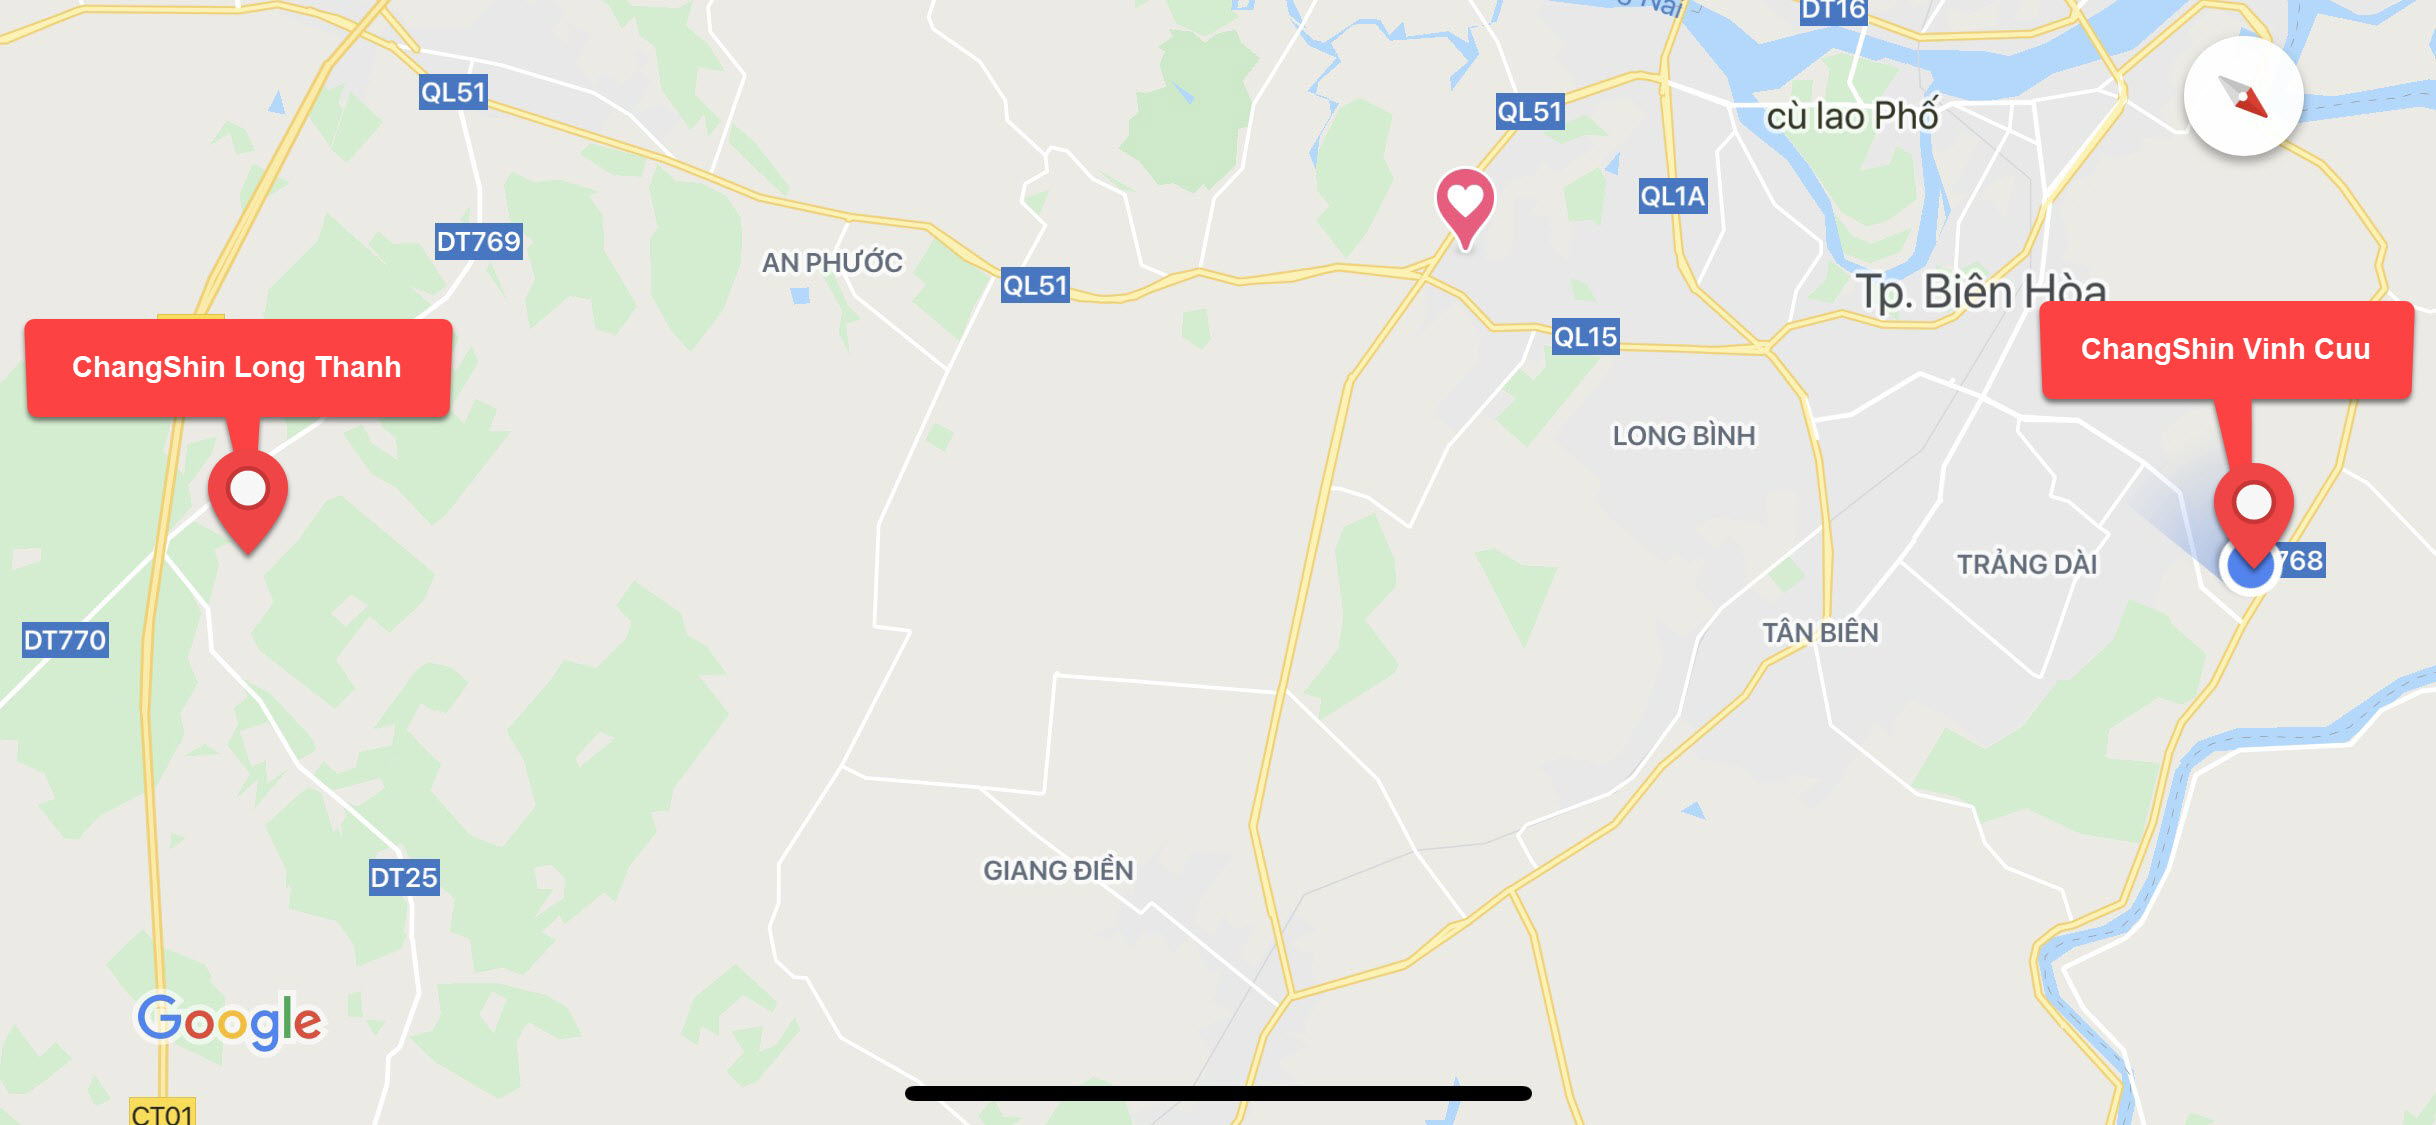 DT16
QL51
QL51
cù lao Phố
QL1A
DT769
AN PHƯỚC
QL51
Tp. Biên Hòa
QL15
ChangShin Long Thanh
ChangShin Vinh Cuu
LONG BÌNH
TRẢNG DÀI
768
DT770
TÂN BIÊN
GIANG ĐIỀN
DT25
Google
CT01